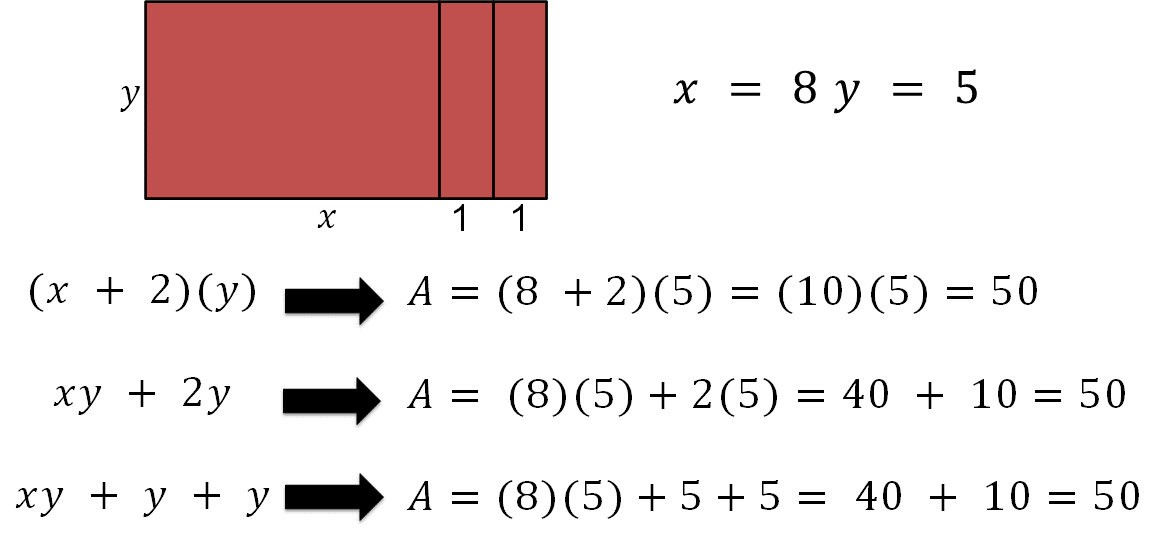 y
x = 8 y = 5
x 1 1
(x + 2)(y) A = (8 + 2)(5) = (10)(5) = 50
xy + 2y A = (8)(5) + 2(5) = 40 + 10 = 50
xy + y + y A = (8)(5) + 5 + 5 = 40 + 10 = 50